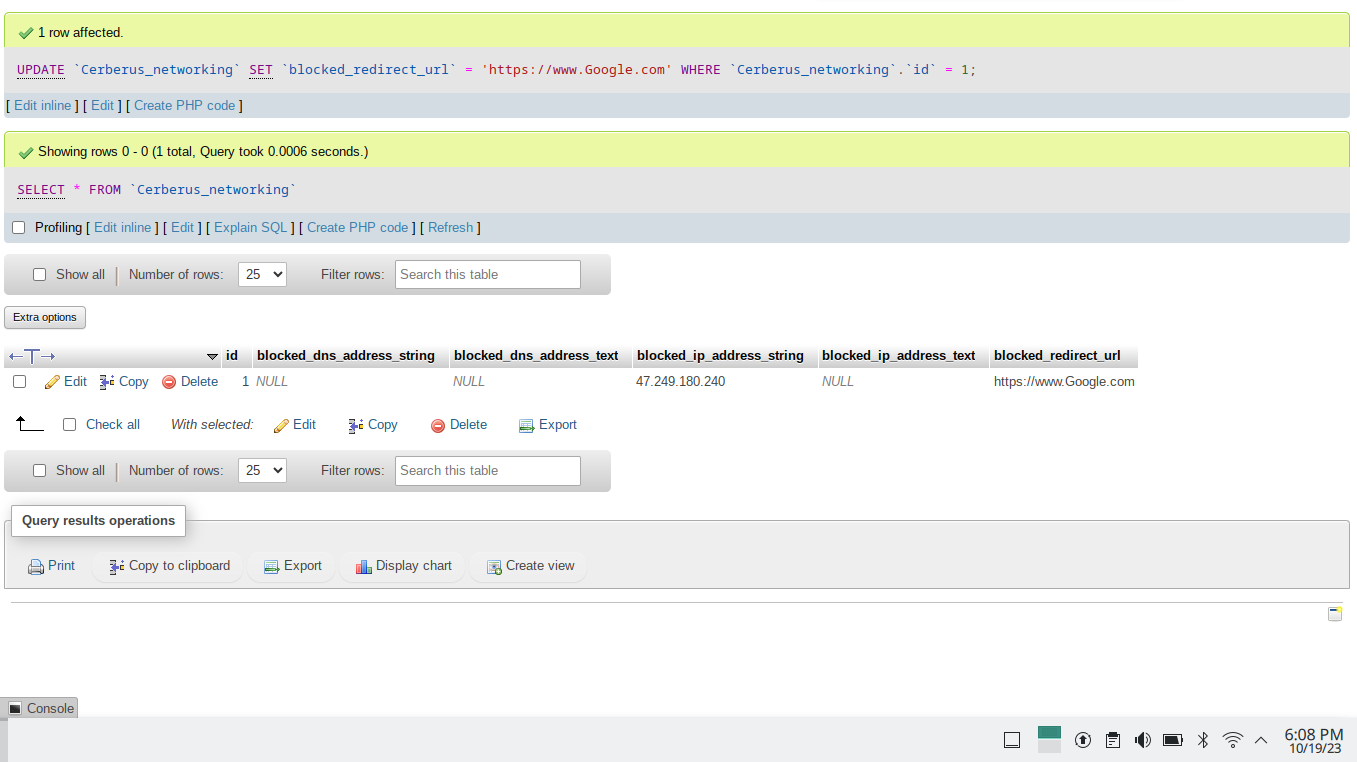 1 row affected.
UPDATE `Cerberus_networking` SET `blocked_redirect_url` = 'https://www.Google.com' WHERE `Cerberus_networking`.`id` = 1;
[ Edit inline ] [ Edit ] [ Create PHP code ]
Showing rows 0 - 0 (1 total, Query took 0.0006 seconds.)
SELECT * FROM `Cerberus_networking`
Profiling [ Edit inline ] [ Edit ] [ Explain SQL ] [ Create PHP code ] [ Refresh ]
Show all | Number of rows: 25 Filter rows: Search this table
Extra options
id blocked_dns_address_string blocked_dns_address_text blocked_ip_address_string blocked_ip_address_text blocked_redirect_url
Edit Copy Delete 1 NULL NULL 47.249.180.240 NULL https://www.Google.com
Check all With selected: Edit Copy Delete Export
Show all | Number of rows: 25 Filter rows: Search this table
Query results operations
Print Copy to clipboard Export Display chart Create view
Console
6:08 PM
10/19/23